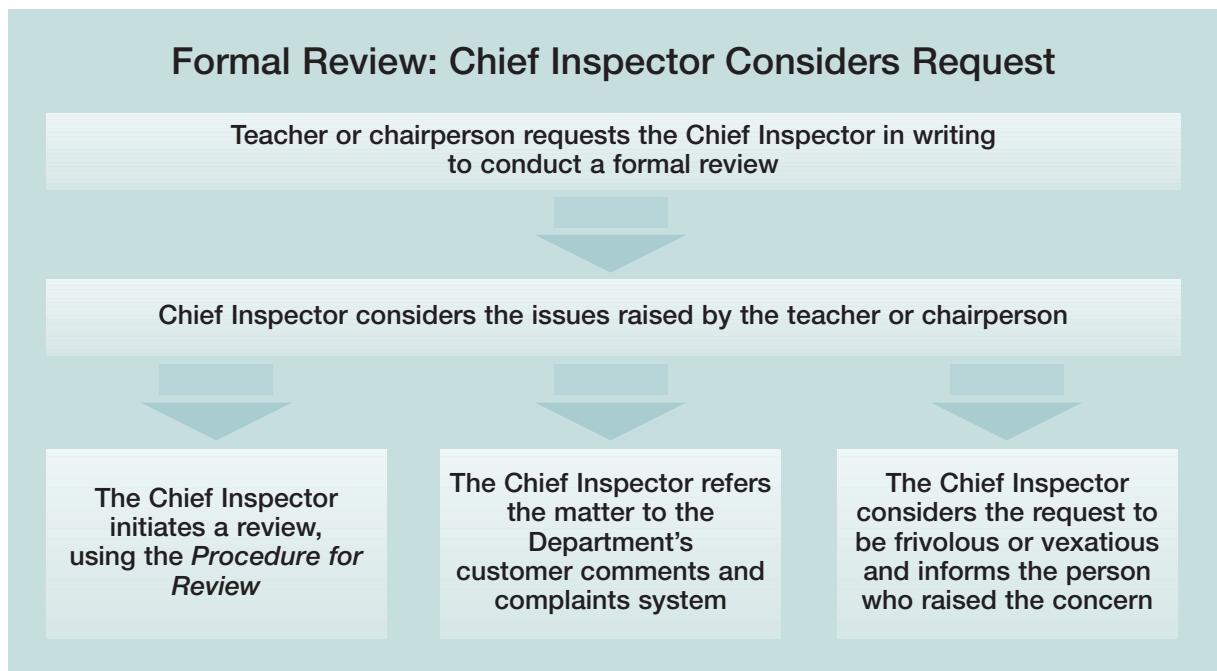 Formal Review: Chief Inspector Considers Request
Teacher or chairperson requests the Chief Inspector in writing
to conduct a formal review
Chief Inspector considers the issues raised by the teacher or chairperson
The Chief Inspector
initiates a review,
using the Procedure for
Review
The Chief Inspector refers
the matter to the
Department's
customer comments and
complaints system
The Chief Inspector
considers the request to
be frivolous or vexatious
and informs the person
who raised the concern